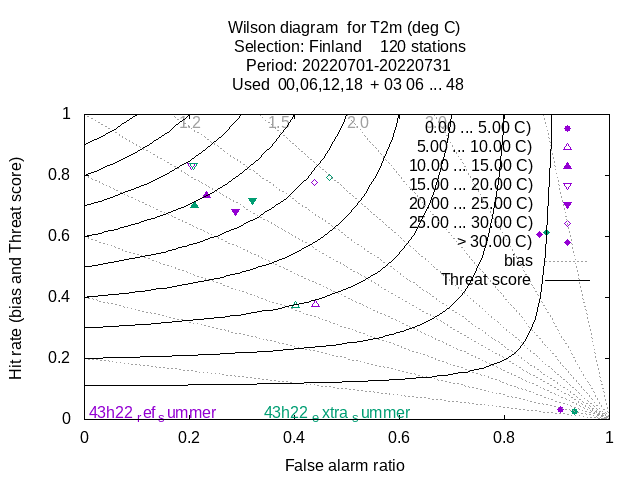 Wilson diagram  for T2m (deg C)
Selection: Finland    120 stations
Period: 20220701-20220731
Used  00,06,12,18  + 03 06 ... 48
1.2 1.5 2.0
0.00 ... 5.00 C)
5.00 ... 10.00 C)
10.00 ... 15.00 C)
15.00 ... 20.00 C)
20.00 ... 25.00 C)
25.00 ... 30.00 C)
> 30.00 C)
bias
Threat score
Hit rate (bias and Threat score)
1
0.8
0.6
0.4
0.2
0
43h22_ref_summer 43h22_extra_summer
0 0.2 0.4 0.6 0.8 1
False alarm ratio